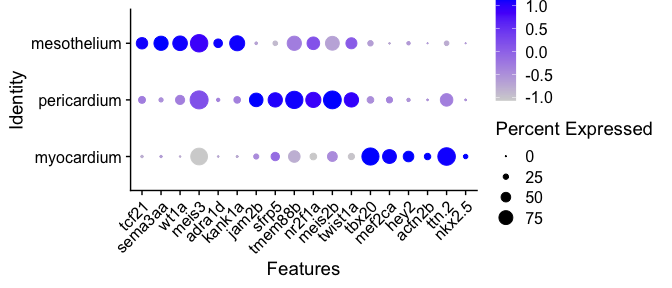 1.0
0.5
0.0
-0.5
-1.0
Percent Expressed
0
25
50
75
Identity
mesothelium
pericardium
myocardium
tcf21
sema3aa
wt1a
meis3
adra1d
kank1a
jam2b
sfrp5
tmem88b
nr2f1a
meis2b
twist1a
tbx20
mef2ca
hey2
actn2b
ttn.2
nkx2.5
Features